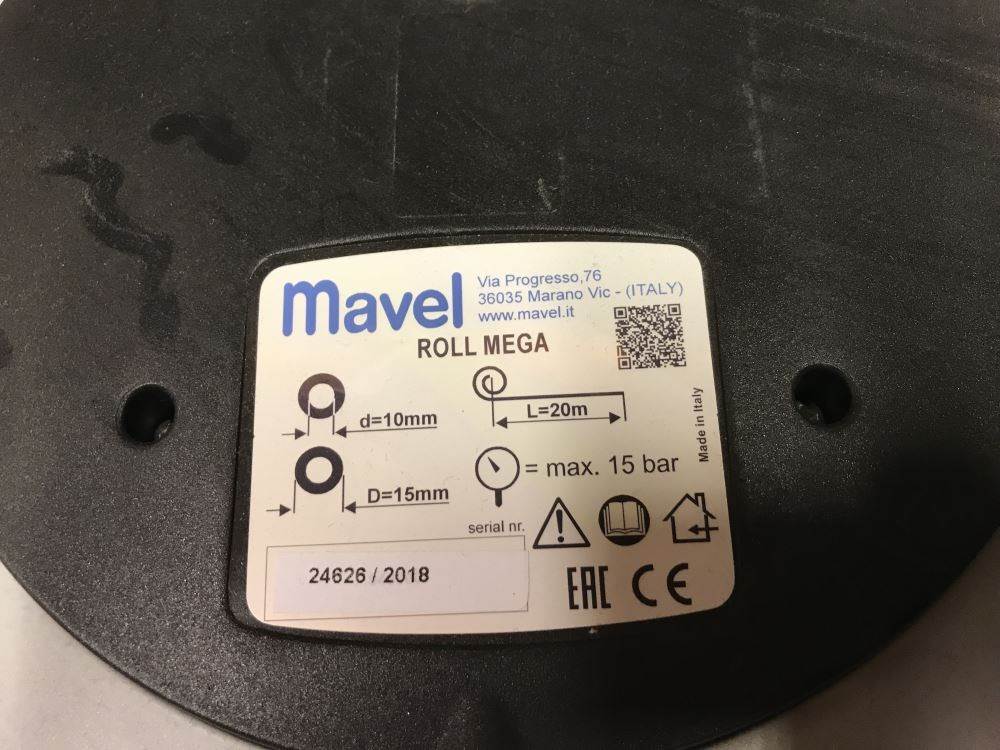 mavel
Via Progresso,76
36035 Marano Vic - (ITALY)
www.mavel.it
ROLL MEGA
d=10mm
L=20m
D=15mm
= max. 15 bar
Made in Italy
serial nr.
24626 / 2018
EAC CE